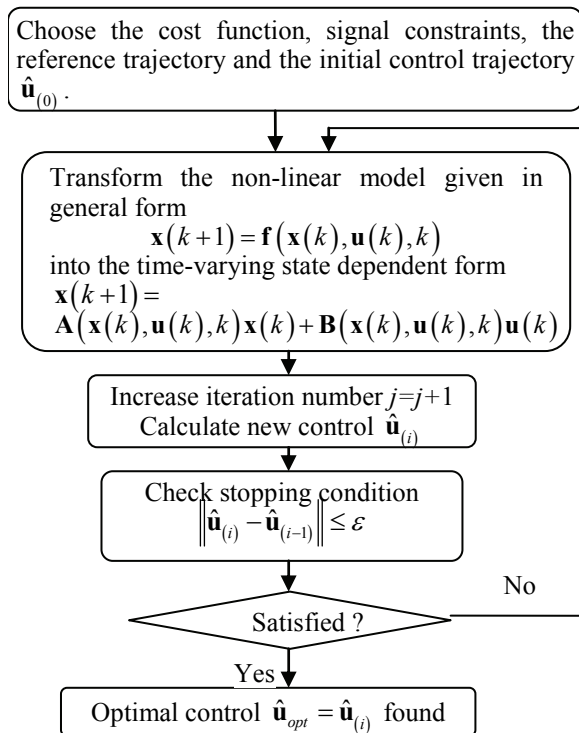 Choose the cost function, signal constraints, the
reference trajectory and the initial control trajectory
û₍₀₎ .
Transform the non-linear model given in
general form
x(k+1) = f(x(k),u(k),k)
into the time-varying state dependent form
x(k+1) =
A(x(k),u(k),k)x(k)+B(x(k),u(k),k)u(k)
Increase iteration number j=j+1
Calculate new control û₍ᵢ₎
Check stopping condition
‖û₍ᵢ₎ − û₍ᵢ₋₁₎‖ ≤ ε
No
Satisfied ?
Yes
Optimal control ûₒₚₜ = û₍ᵢ₎ found